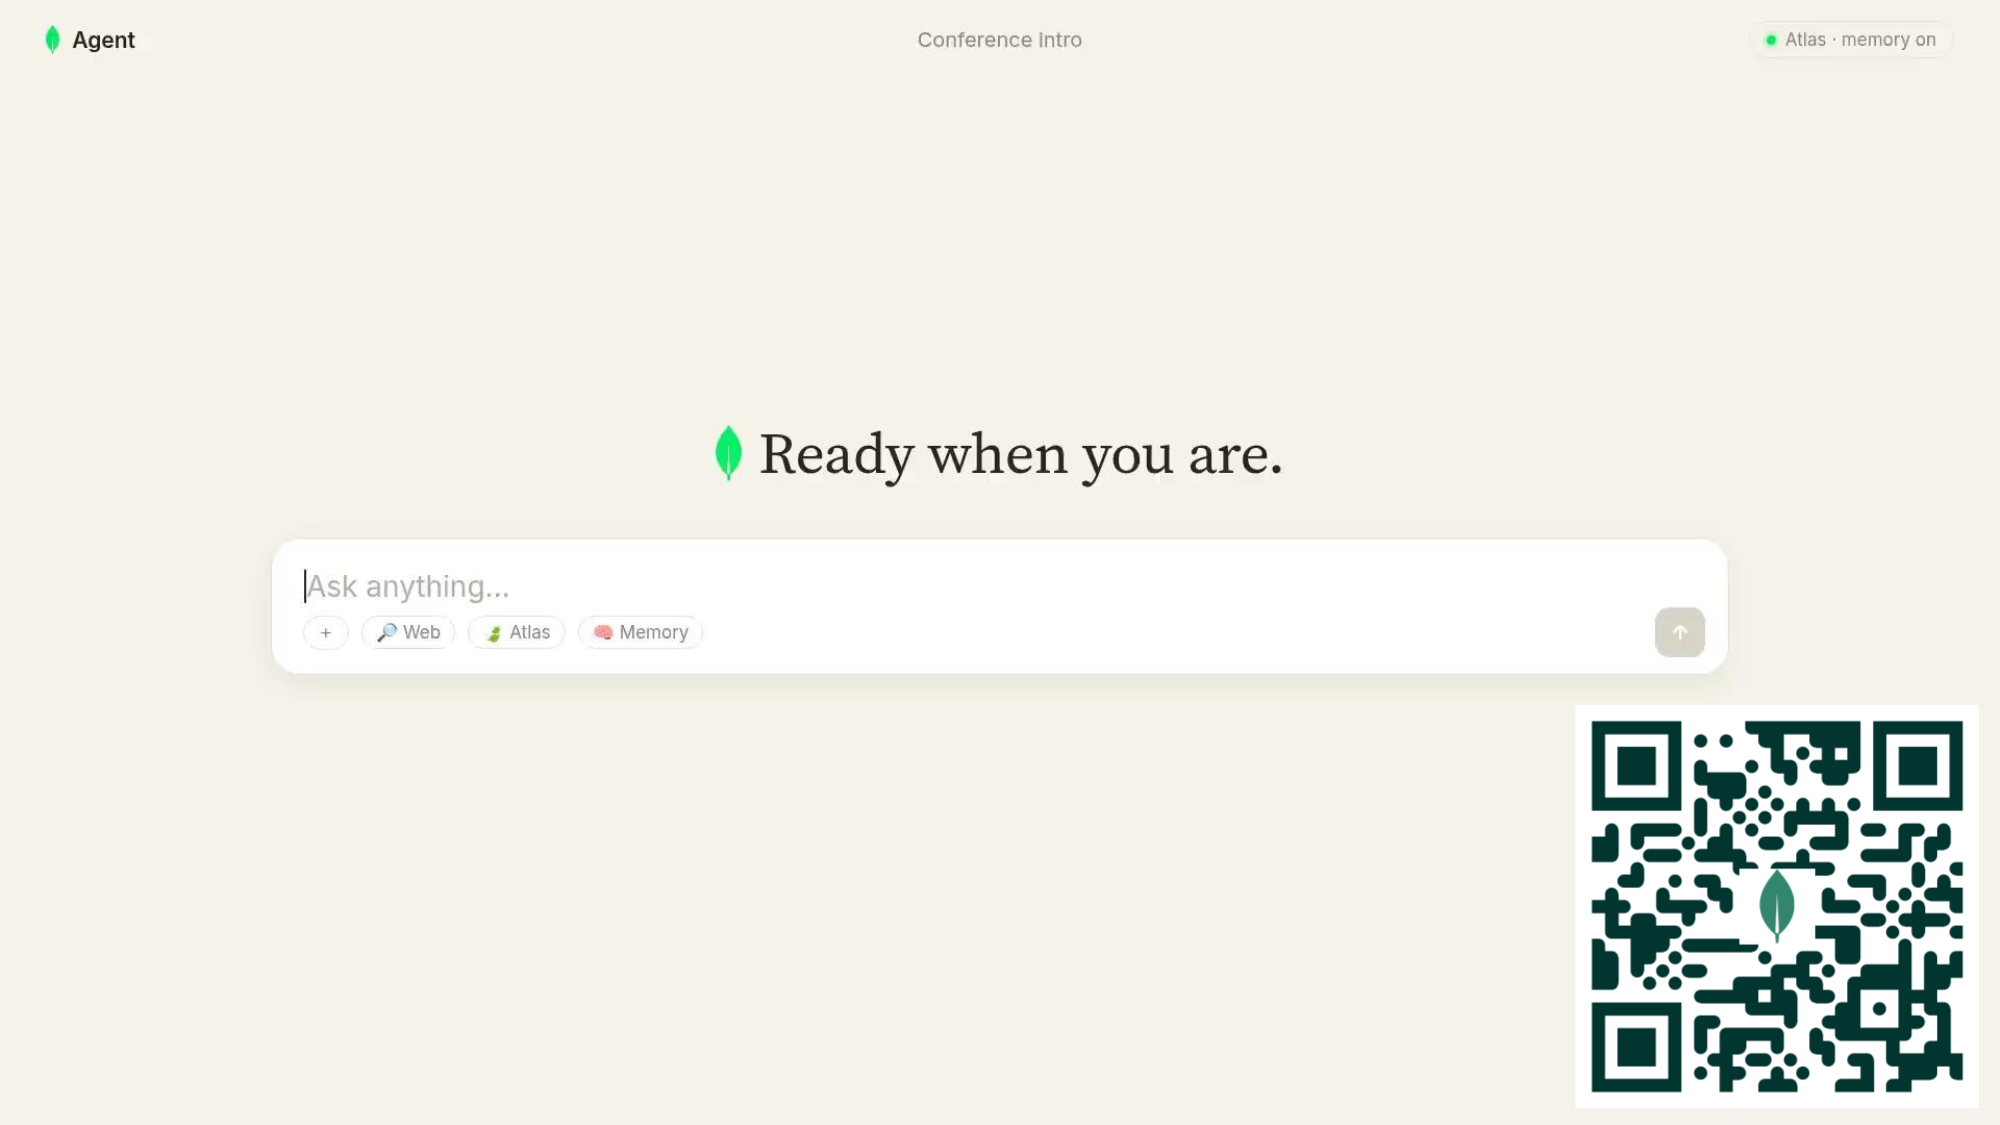 Agent
Conference Intro
Atlas · memory on
Ready when you are.
Ask anything...
+ Web Atlas Memory